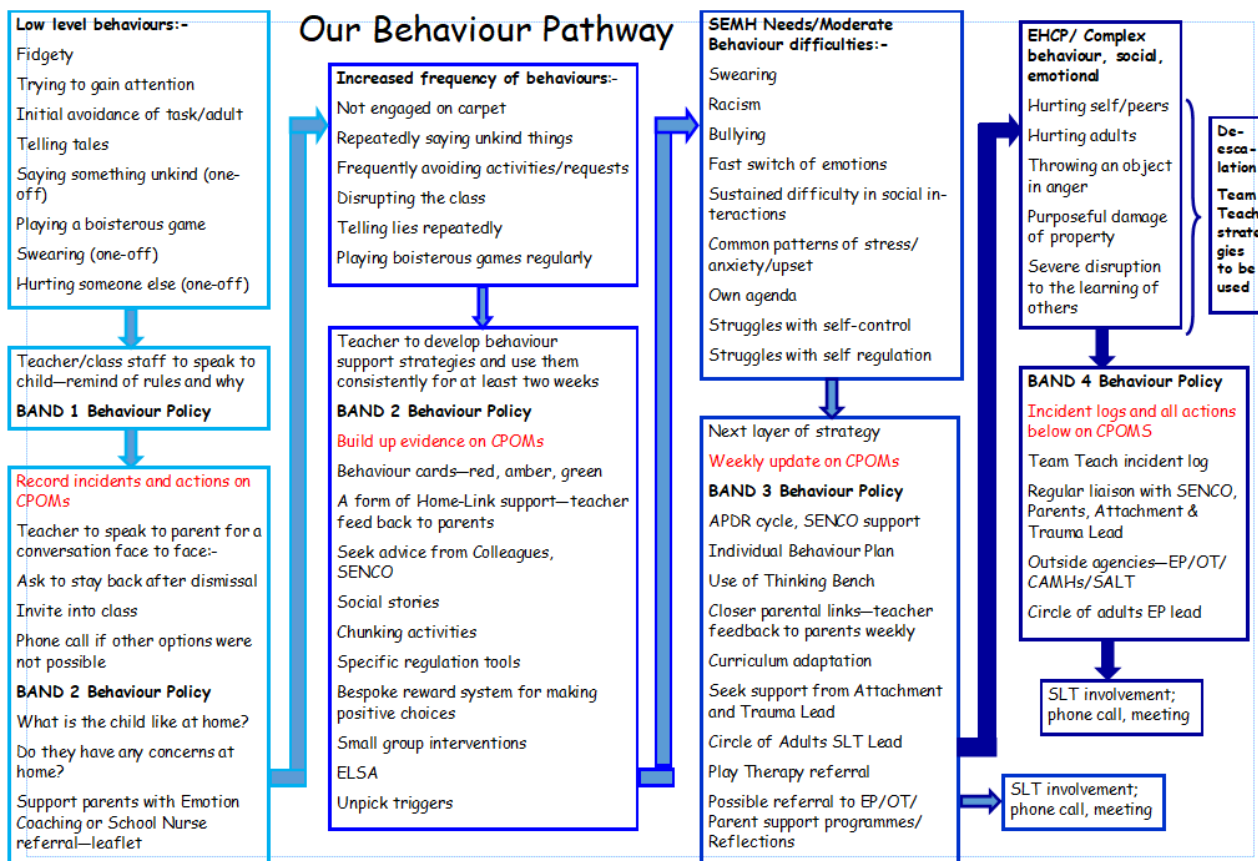 Our Behaviour Pathway
Low level behaviours:-
Fidgety
Trying to gain attention
Initial avoidance of task/adult
Telling tales
Saying something unkind (one-
off)
Playing a boisterous game
Swearing (one-off)
Hurting someone else (one-off)
Teacher/class staff to speak to
child—remind of rules and why
BAND 1 Behaviour Policy
Record incidents and actions on
CPOMs
Teacher to speak to parent for a
conversation face to face:-
Ask to stay back after dismissal
Invite into class
Phone call if other options were
not possible
BAND 2 Behaviour Policy
What is the child like at home?
Do they have any concerns at
home?
Support parents with Emotion
Coaching or School Nurse
referral—leaflet
Increased frequency of behaviours:-
Not engaged on carpet
Repeatedly saying unkind things
Frequently avoiding activities/requests
Disrupting the class
Telling lies repeatedly
Playing boisterous games regularly
Teacher to develop behaviour
support strategies and use them
consistently for at least two weeks
BAND 2 Behaviour Policy
Build up evidence on CPOMs
Behaviour cards—red, amber, green
A form of Home-Link support—teacher
feed back to parents
Seek advice from Colleagues,
SENCO
Social stories
Chunking activities
Specific regulation tools
Bespoke reward system for making
positive choices
Small group interventions
ELSA
Unpick triggers
SEMH Needs/Moderate
Behaviour difficulties:-
Swearing
Racism
Bullying
Fast switch of emotions
Sustained difficulty in social in-
teractions
Common patterns of stress/
anxiety/upset
Own agenda
Struggles with self-control
Struggles with self regulation
Next layer of strategy
Weekly update on CPOMs
BAND 3 Behaviour Policy
APDR cycle, SENCO support
Individual Behaviour Plan
Use of Thinking Bench
Closer parental links—teacher
feedback to parents weekly
Curriculum adaptation
Seek support from Attachment
and Trauma Lead
Circle of Adults SLT Lead
Play Therapy referral
Possible referral to EP/OT/
Parent support programmes/
Reflections
SLT involvement;
phone call, meeting
EHCP/ Complex
behaviour, social,
emotional
Hurting self/peers
Hurting adults
Throwing an object
in anger
Purposeful damage
of property
Severe disruption
to the learning of
others
De-
esca-
lation
Team
Teach
strate
gies
to be
used
BAND 4 Behaviour Policy
Incident logs and all actions
below on CPOMS
Team Teach incident log
Regular liaison with SENCO,
Parents, Attachment &
Trauma Lead
Outside agencies—EP/OT/
CAMHs/SALT
Circle of adults EP lead
SLT involvement;
phone call, meeting